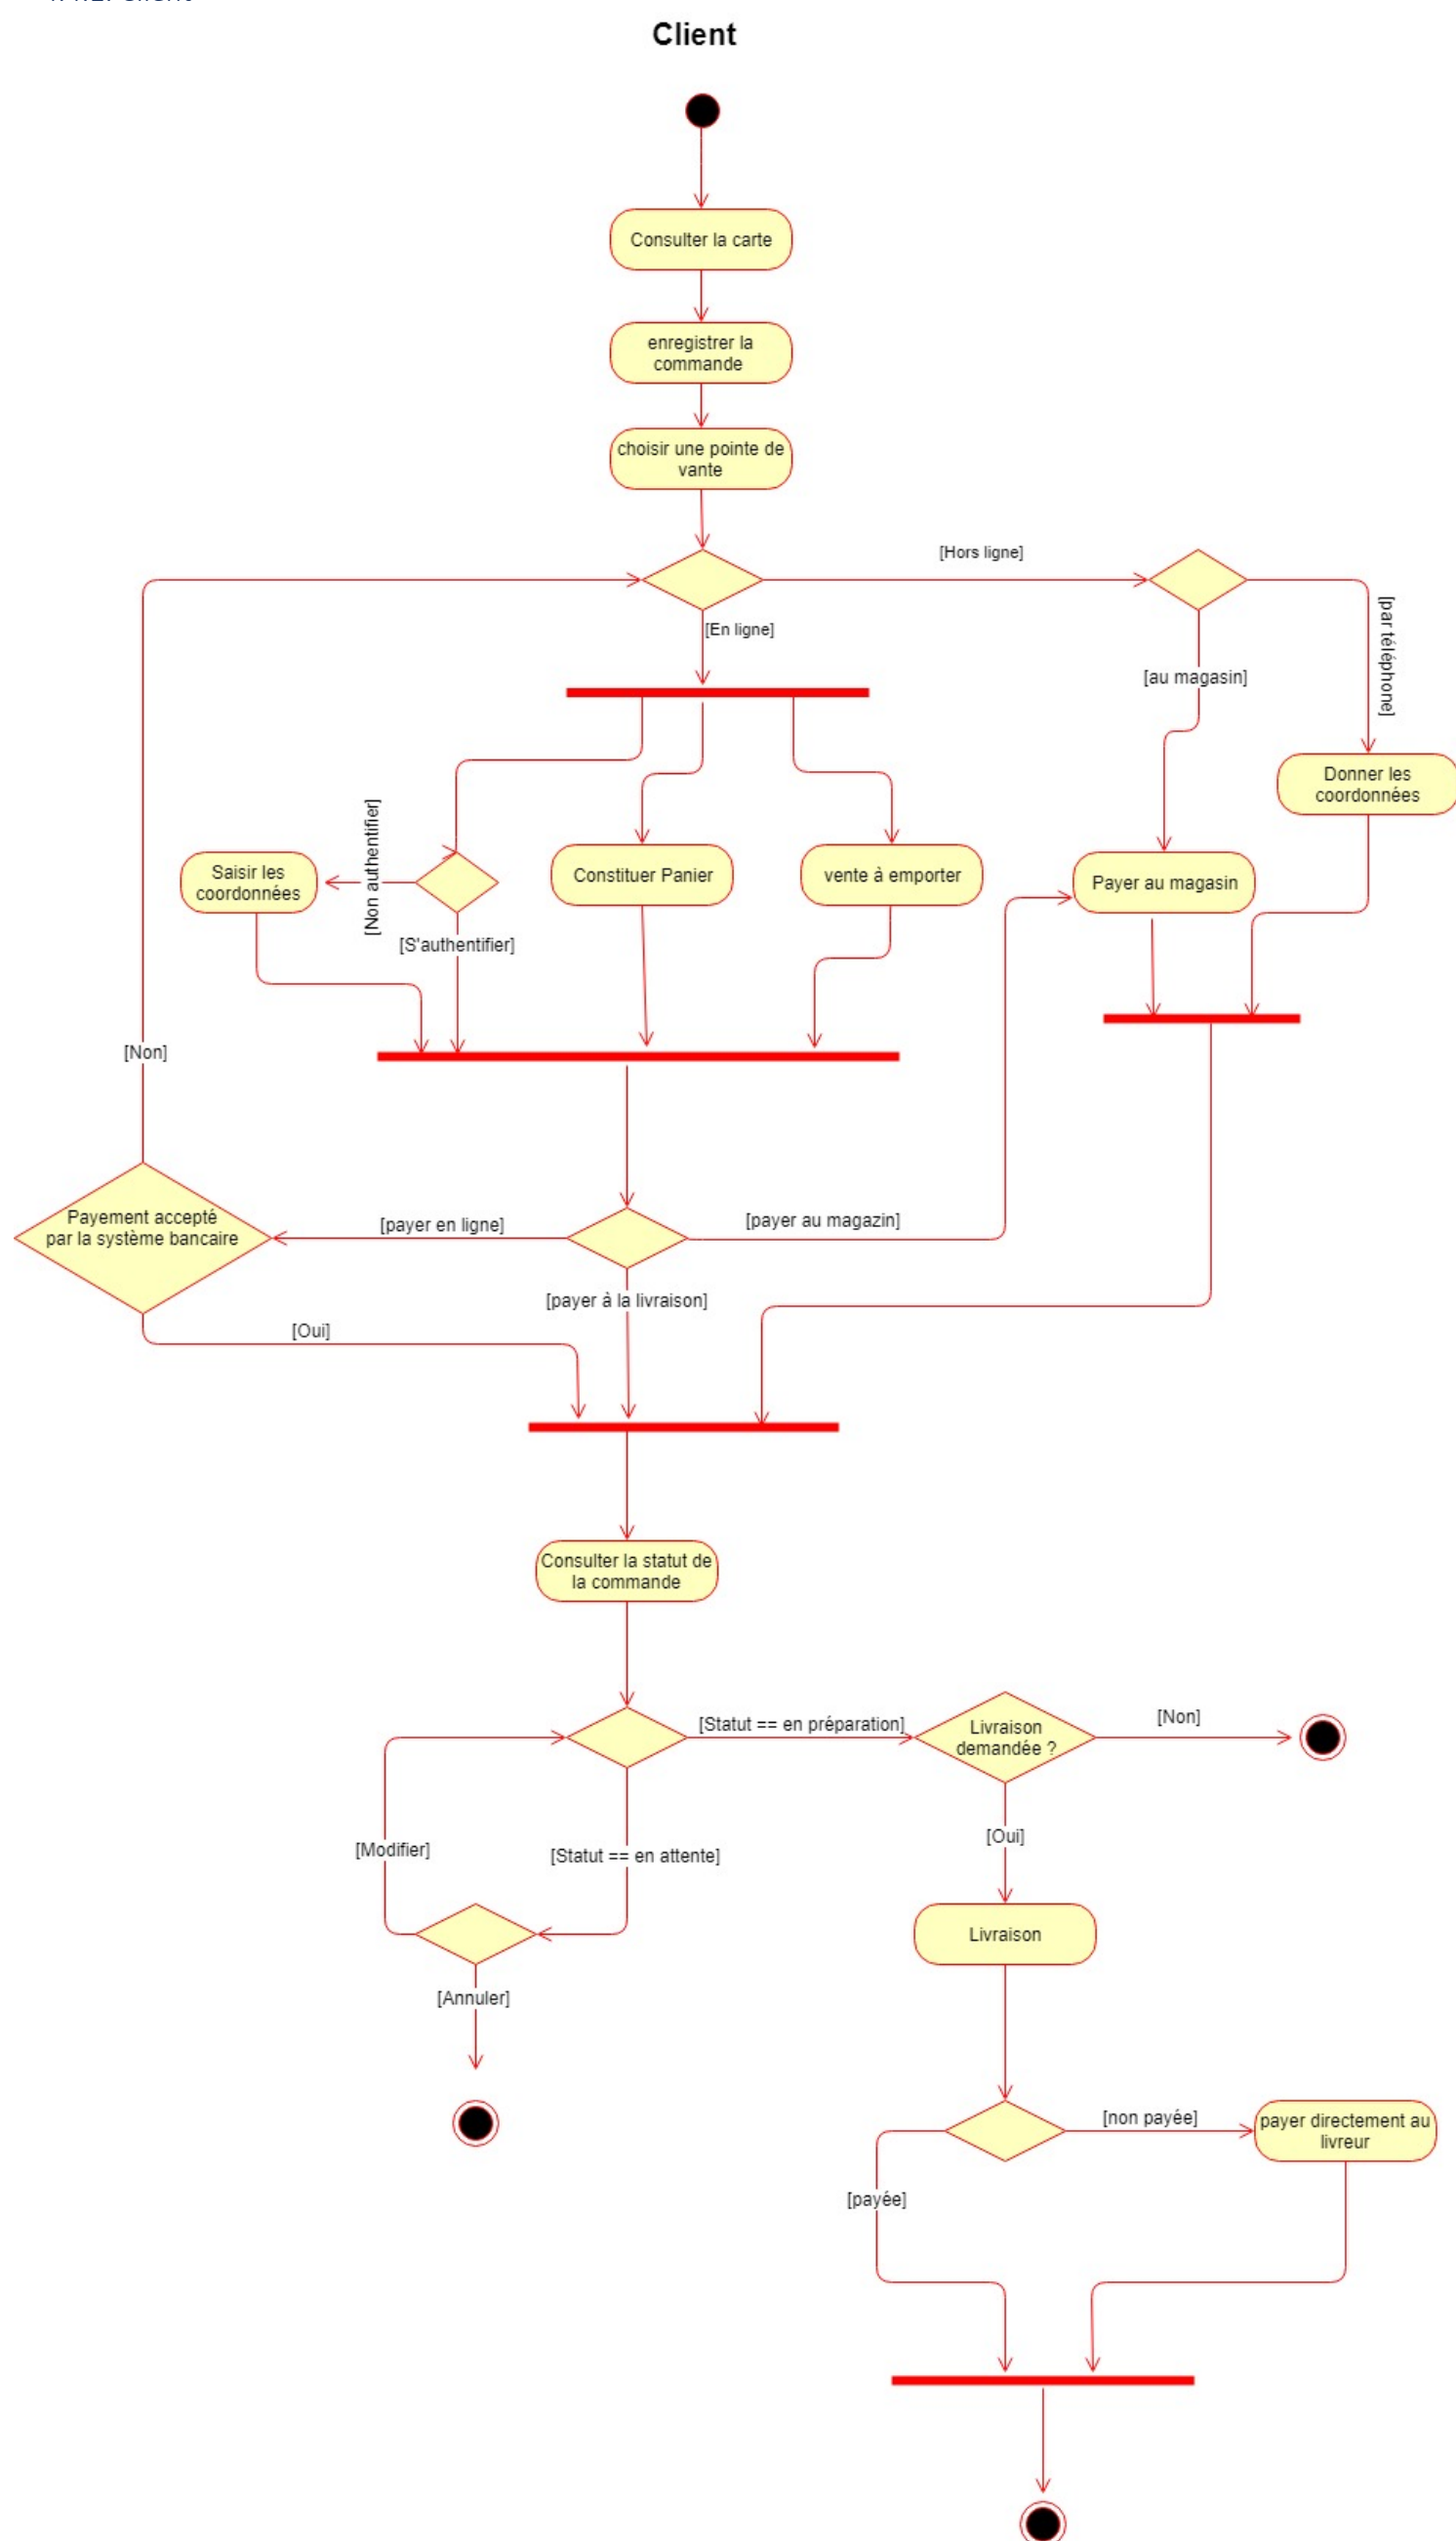 Client
Consulter la carte
enregistrer la
commande
choisir une pointe de
vante
[Hors ligne]
[En ligne]
[par téléphone]
[au magasin]
Donner les
coordonnées
[Non authentifier]
Saisir les
coordonnées
Constituer Panier
vente à emporter
Payer au magasin
[S'authentifier]
[Non]
Payement accepté
par la système bancaire
[payer en ligne]
[payer au magazin]
[payer à la livraison]
[Oui]
Consulter la statut de
la commande
[Statut == en préparation]
Livraison
demandée ?
[Non]
[Modifier]
[Statut == en attente]
[Oui]
Livraison
[Annuler]
[non payée]
payer directement au
livreur
[payée]